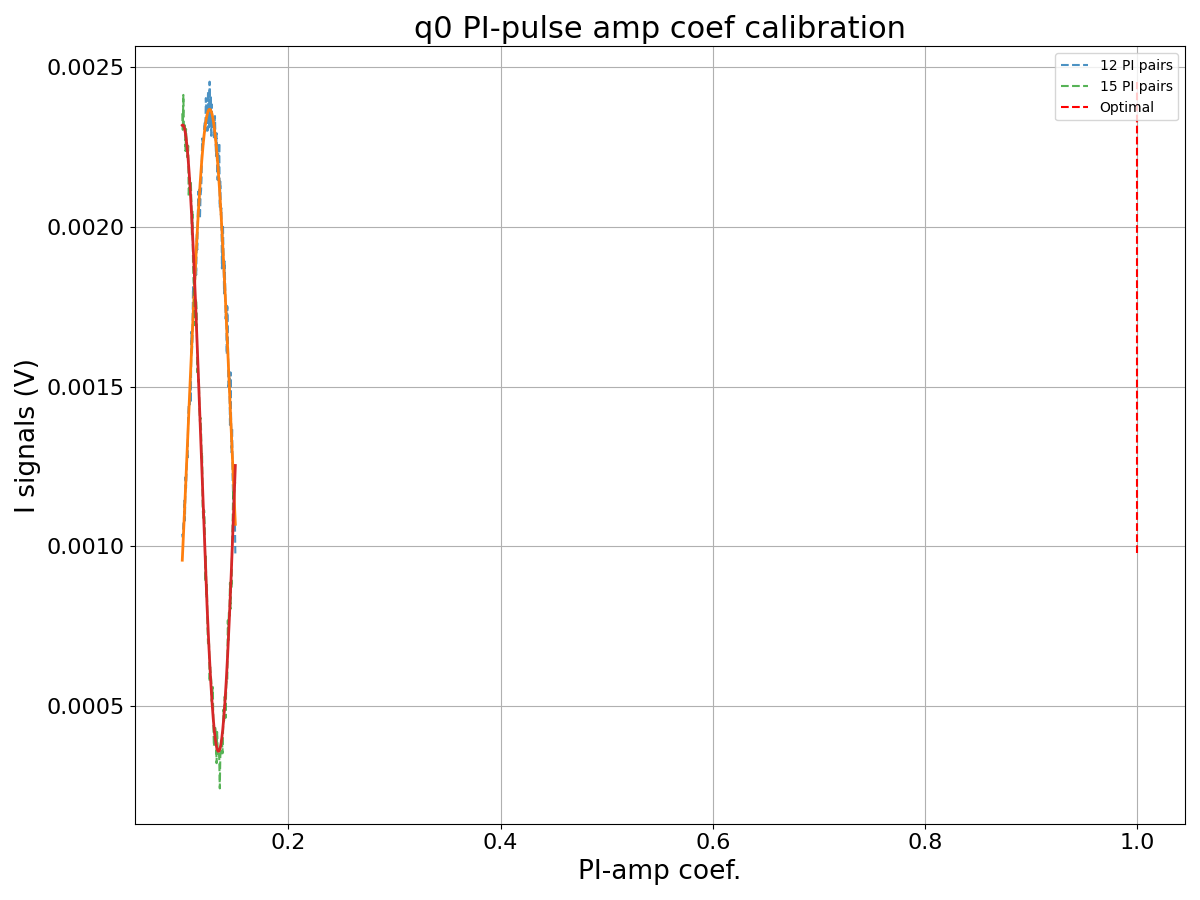 q0 PI-pulse amp coef calibration
12 PI pairs
15 PI pairs
Optimal
I signals (V)
0.0025
0.0020
0.0015
0.0010
0.0005
0.2 0.4 0.6 0.8 1.0
PI-amp coef.